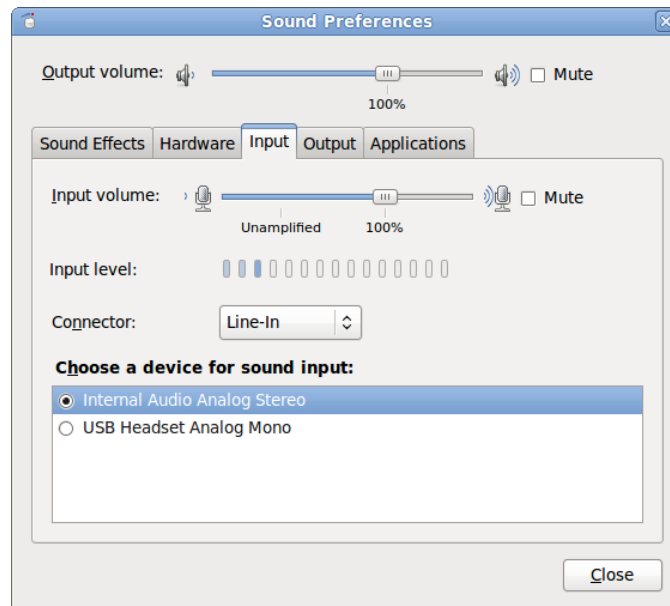 Sound Preferences
Output volume: Mute
100%
Sound Effects Hardware Input Output Applications
Input volume: Mute
Unamplified 100%
Input level:
Connector: Line-In
Choose a device for sound input:
Internal Audio Analog Stereo
USB Headset Analog Mono
Close